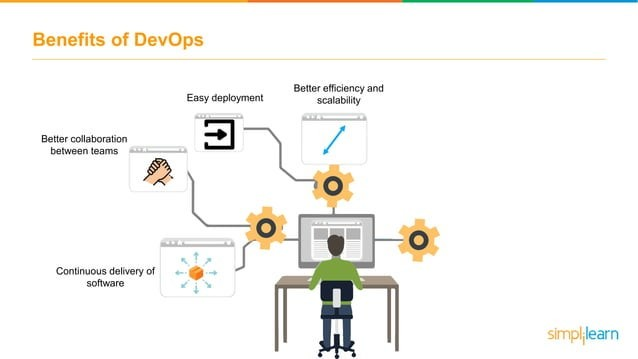 Benefits of DevOps
Better efficiency and
scalability
Easy deployment
Better collaboration
between teams
Continuous delivery of
software
simplilearn